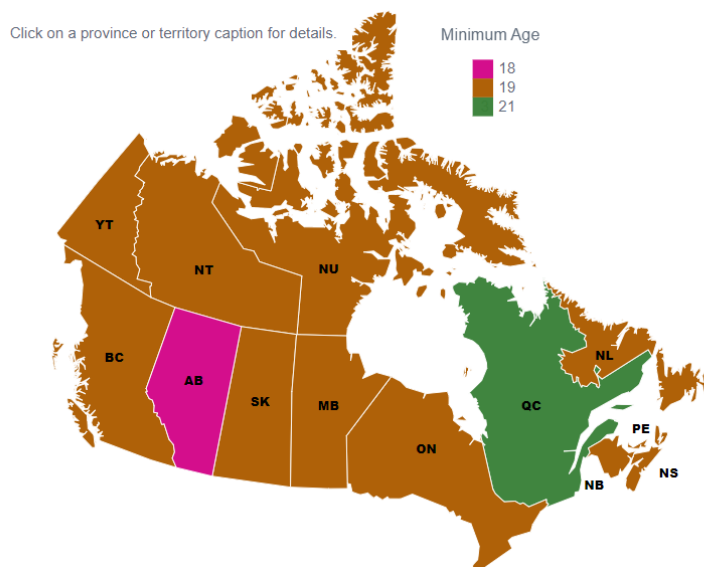 Click on a province or territory caption for details.
Minimum Age
18
19
21
YT
NT
NU
BC
AB
SK
MB
ON
QC
NL
PE
NB
NS